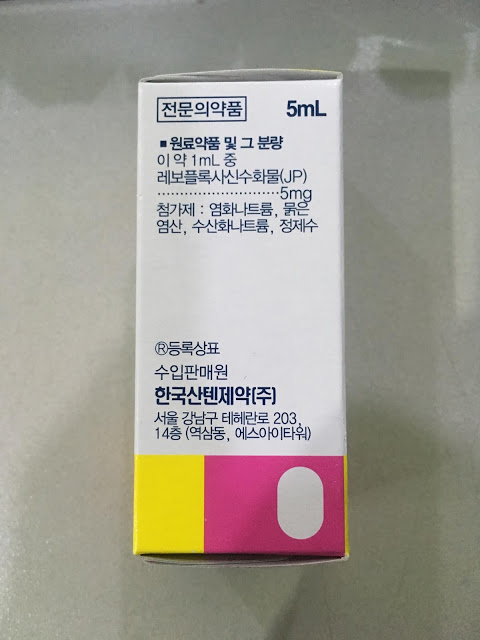 전문의약품 5mL
■ 원료약품 및 그 분량
이 약 1mL 중
레보플록사신수화물(JP)
····························5mg
첨가제 : 염화나트륨, 묽은
염산, 수산화나트륨, 정제수
®등록상표
수입판매원
한국산텐제약(주)
서울 강남구 테헤란로 203,
14층 (역삼동, 에스아이타워)